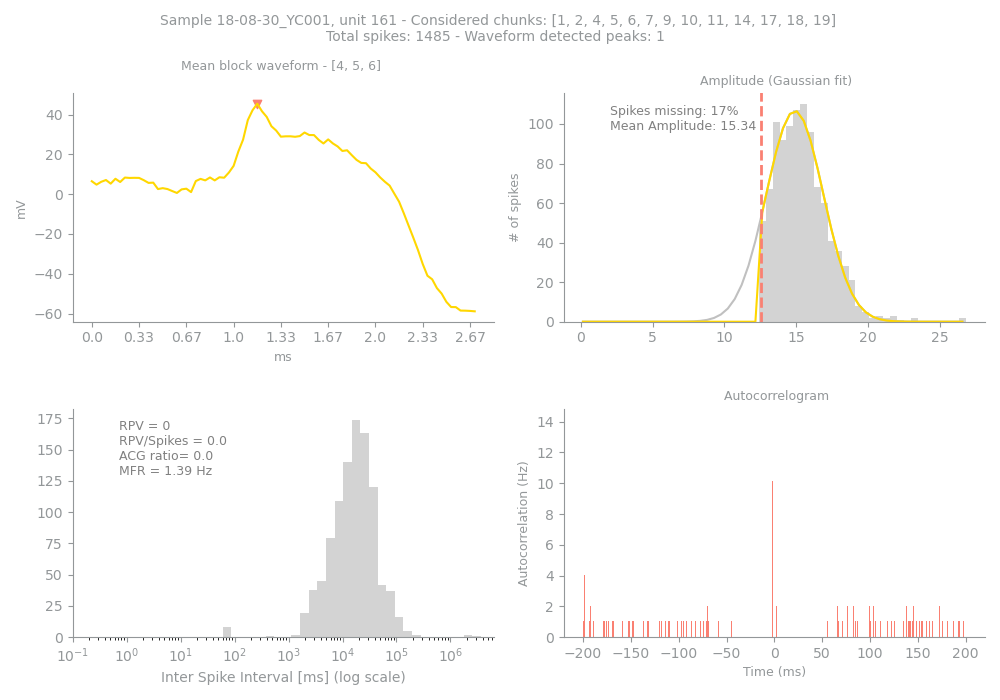 Sample 18-08-30_YC001, unit 161 - Considered chunks: [1, 2, 4, 5, 6, 7, 9, 10, 11, 14, 17, 18, 19]
Total spikes: 1485 - Waveform detected peaks: 1
Mean block waveform - [4, 5, 6]
40
20
0
−20
−40
−60
mV
0.0 0.33 0.67 1.0 1.33 1.67 2.0 2.33 2.67
ms
Amplitude (Gaussian fit)
Spikes missing: 17%
Mean Amplitude: 15.34
100
80
60
40
20
0
# of spikes
0 5 10 15 20 25
RPV = 0
RPV/Spikes = 0.0
ACG ratio= 0.0
MFR = 1.39 Hz
175
150
125
100
75
50
25
0
10⁻¹ 10⁰ 10¹ 10² 10³ 10⁴ 10⁵ 10⁶
Inter Spike Interval [ms] (log scale)
Autocorrelogram
14
12
10
8
6
4
2
0
Autocorrelation (Hz)
−200 −150 −100 −50 0 50 100 150 200
Time (ms)